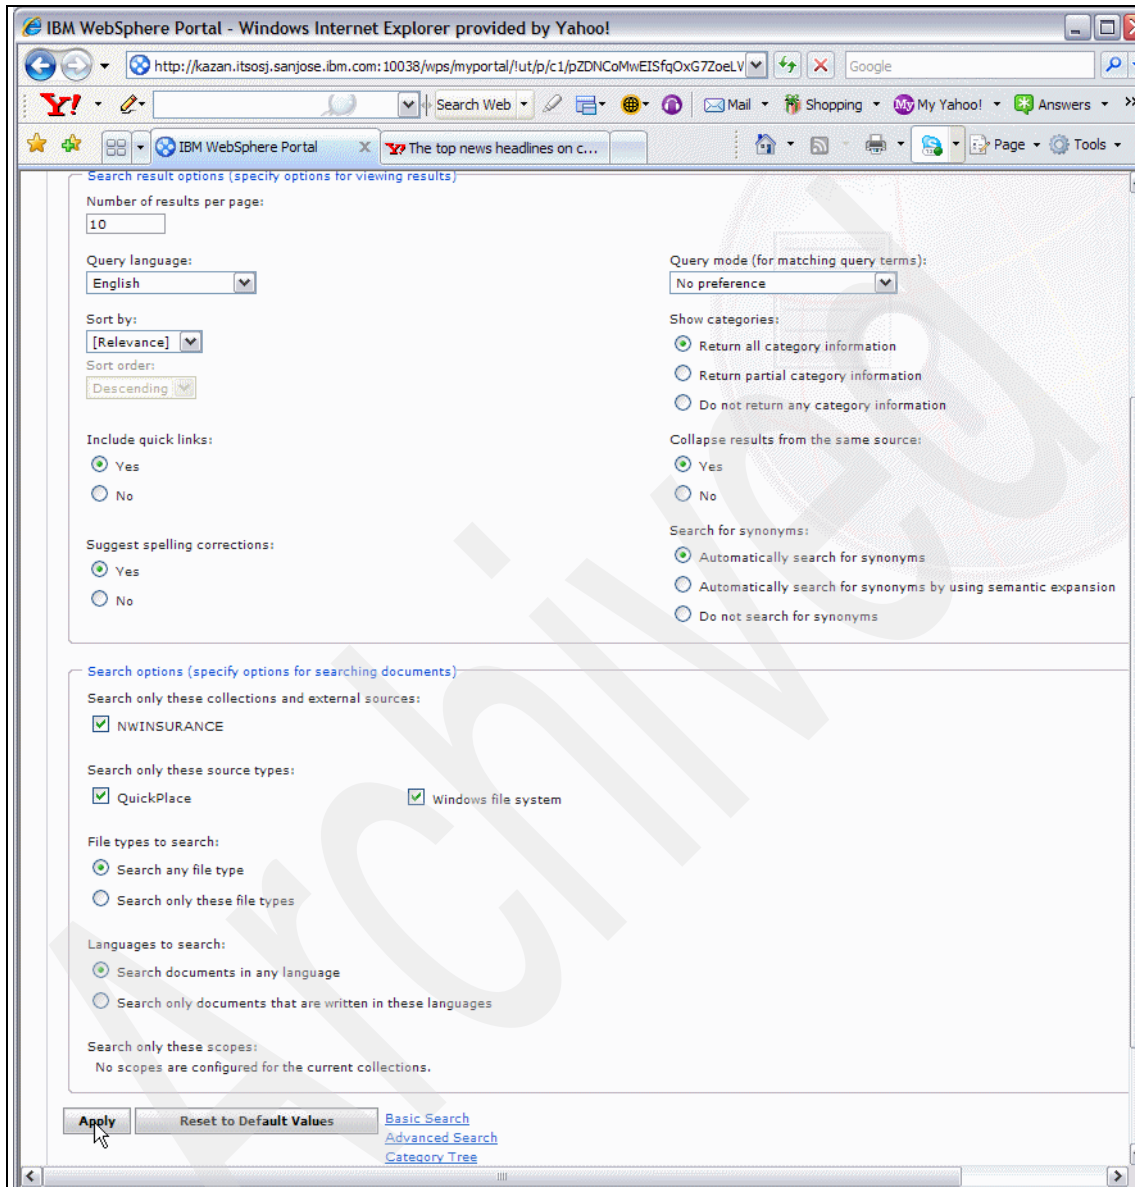 IBM WebSphere Portal - Windows Internet Explorer provided by Yahoo!
http://kazan.itsosj.sanjose.ibm.com:10038/wps/myportal/!ut/p/c1/pZDNCoMwEISfqOxG7ZoeLV
Google
Y! Search Web Mail Shopping My Yahoo! Answers
IBM WebSphere Portal X The top news headlines on c... Page Tools
Search result options (specify options for viewing results)
Number of results per page:
10
Query language:
English
Query mode (for matching query terms):
No preference
Sort by:
[Relevance]
Sort order:
Descending
Show categories:
Return all category information
Return partial category information
Do not return any category information
Include quick links:
Yes
No
Collapse results from the same source:
Yes
No
Suggest spelling corrections:
Yes
No
Search for synonyms:
Automatically search for synonyms
Automatically search for synonyms by using semantic expansion
Do not search for synonyms
Search options (specify options for searching documents)
Search only these collections and external sources:
NWINSURANCE
Search only these source types:
QuickPlace Windows file system
File types to search:
Search any file type
Search only these file types
Languages to search:
Search documents in any language
Search only documents that are written in these languages
Search only these scopes:
No scopes are configured for the current collections.
Apply Reset to Default Values Basic Search
Advanced Search
Category Tree
Archived